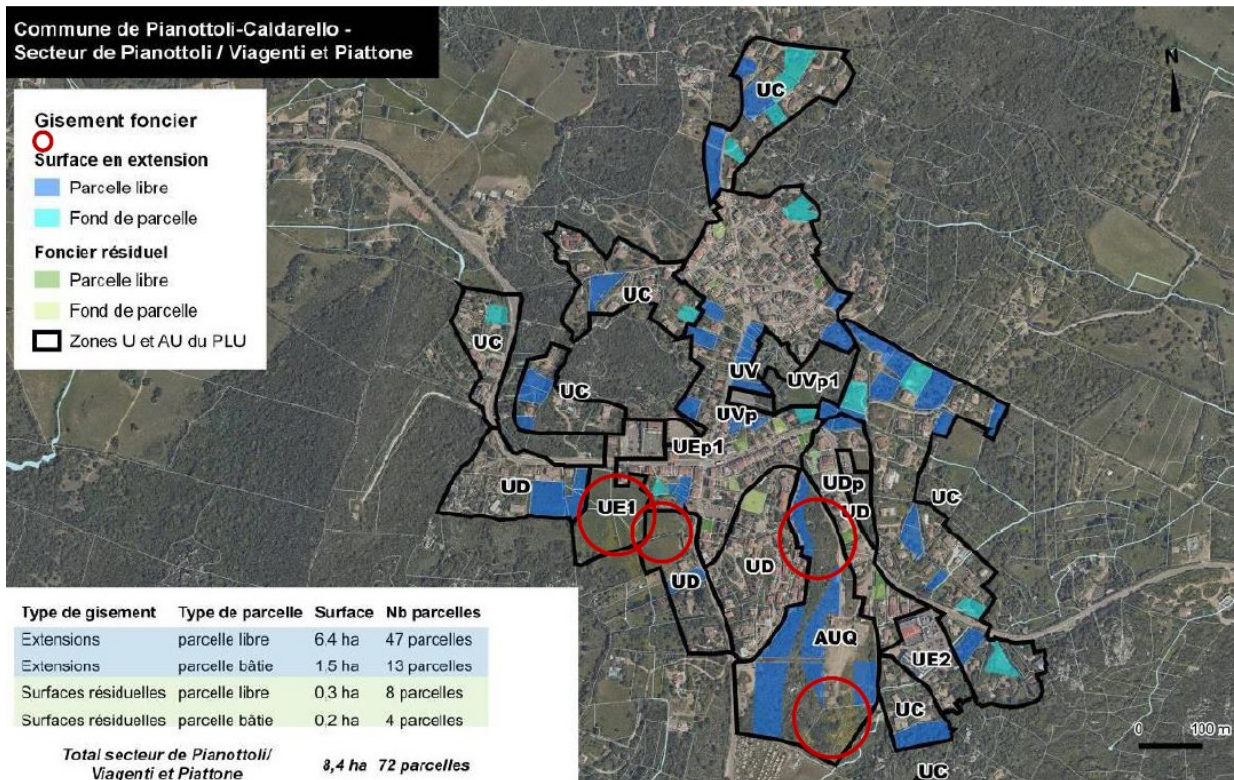 Commune de Pianottoli-Caldarello -
Secteur de Pianottoli / Viagenti et Piattone
N
Gisement foncier
Surface en extension
Parcelle libre
Fond de parcelle
Foncier résiduel
Parcelle libre
Fond de parcelle
Zones U et AU du PLU
UC
UC
UC
UC
UV
UVp1
UVp
UEp1
UD
UE1
UDp
UD
UC
UD
UD
AUQ
UE2
UC
UC
0 100 m
Type de gisement Type de parcelle Surface Nb parcelles
Extensions parcelle libre 6.4 ha 47 parcelles
Extensions parcelle bâtie 1.5 ha 13 parcelles
Surfaces résiduelles parcelle libre 0,3 ha 8 parcelles
Surfaces résiduelles parcelle bâtie 0.2 ha 4 parcelles
Total secteur de Pianottoli/
Viagenti et Piattone 8,4 ha 72 parcelles